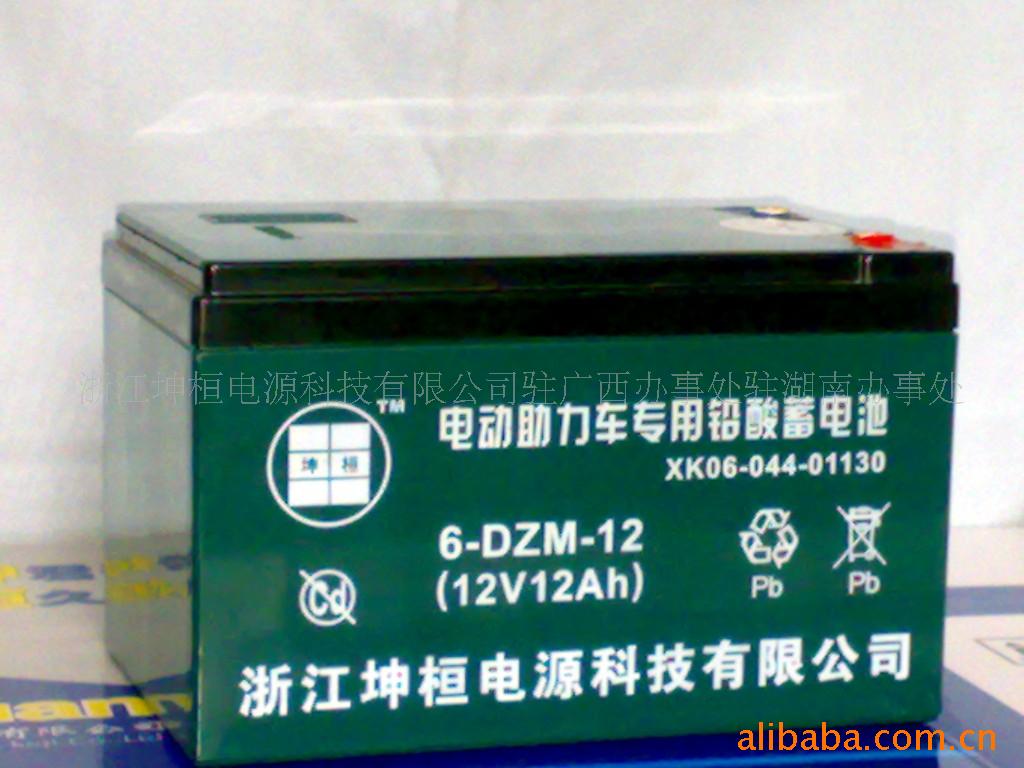 浙江坤桓电源科技有限公司驻广西办事处驻湖南办事处
TM
坤桓
电动助力车专用铅酸蓄电池
XK06-044-01130
6-DZM-12
(12V12Ah)
Cd
Pb
Pb
浙江坤桓电源科技有限公司
alibaba.com.cn